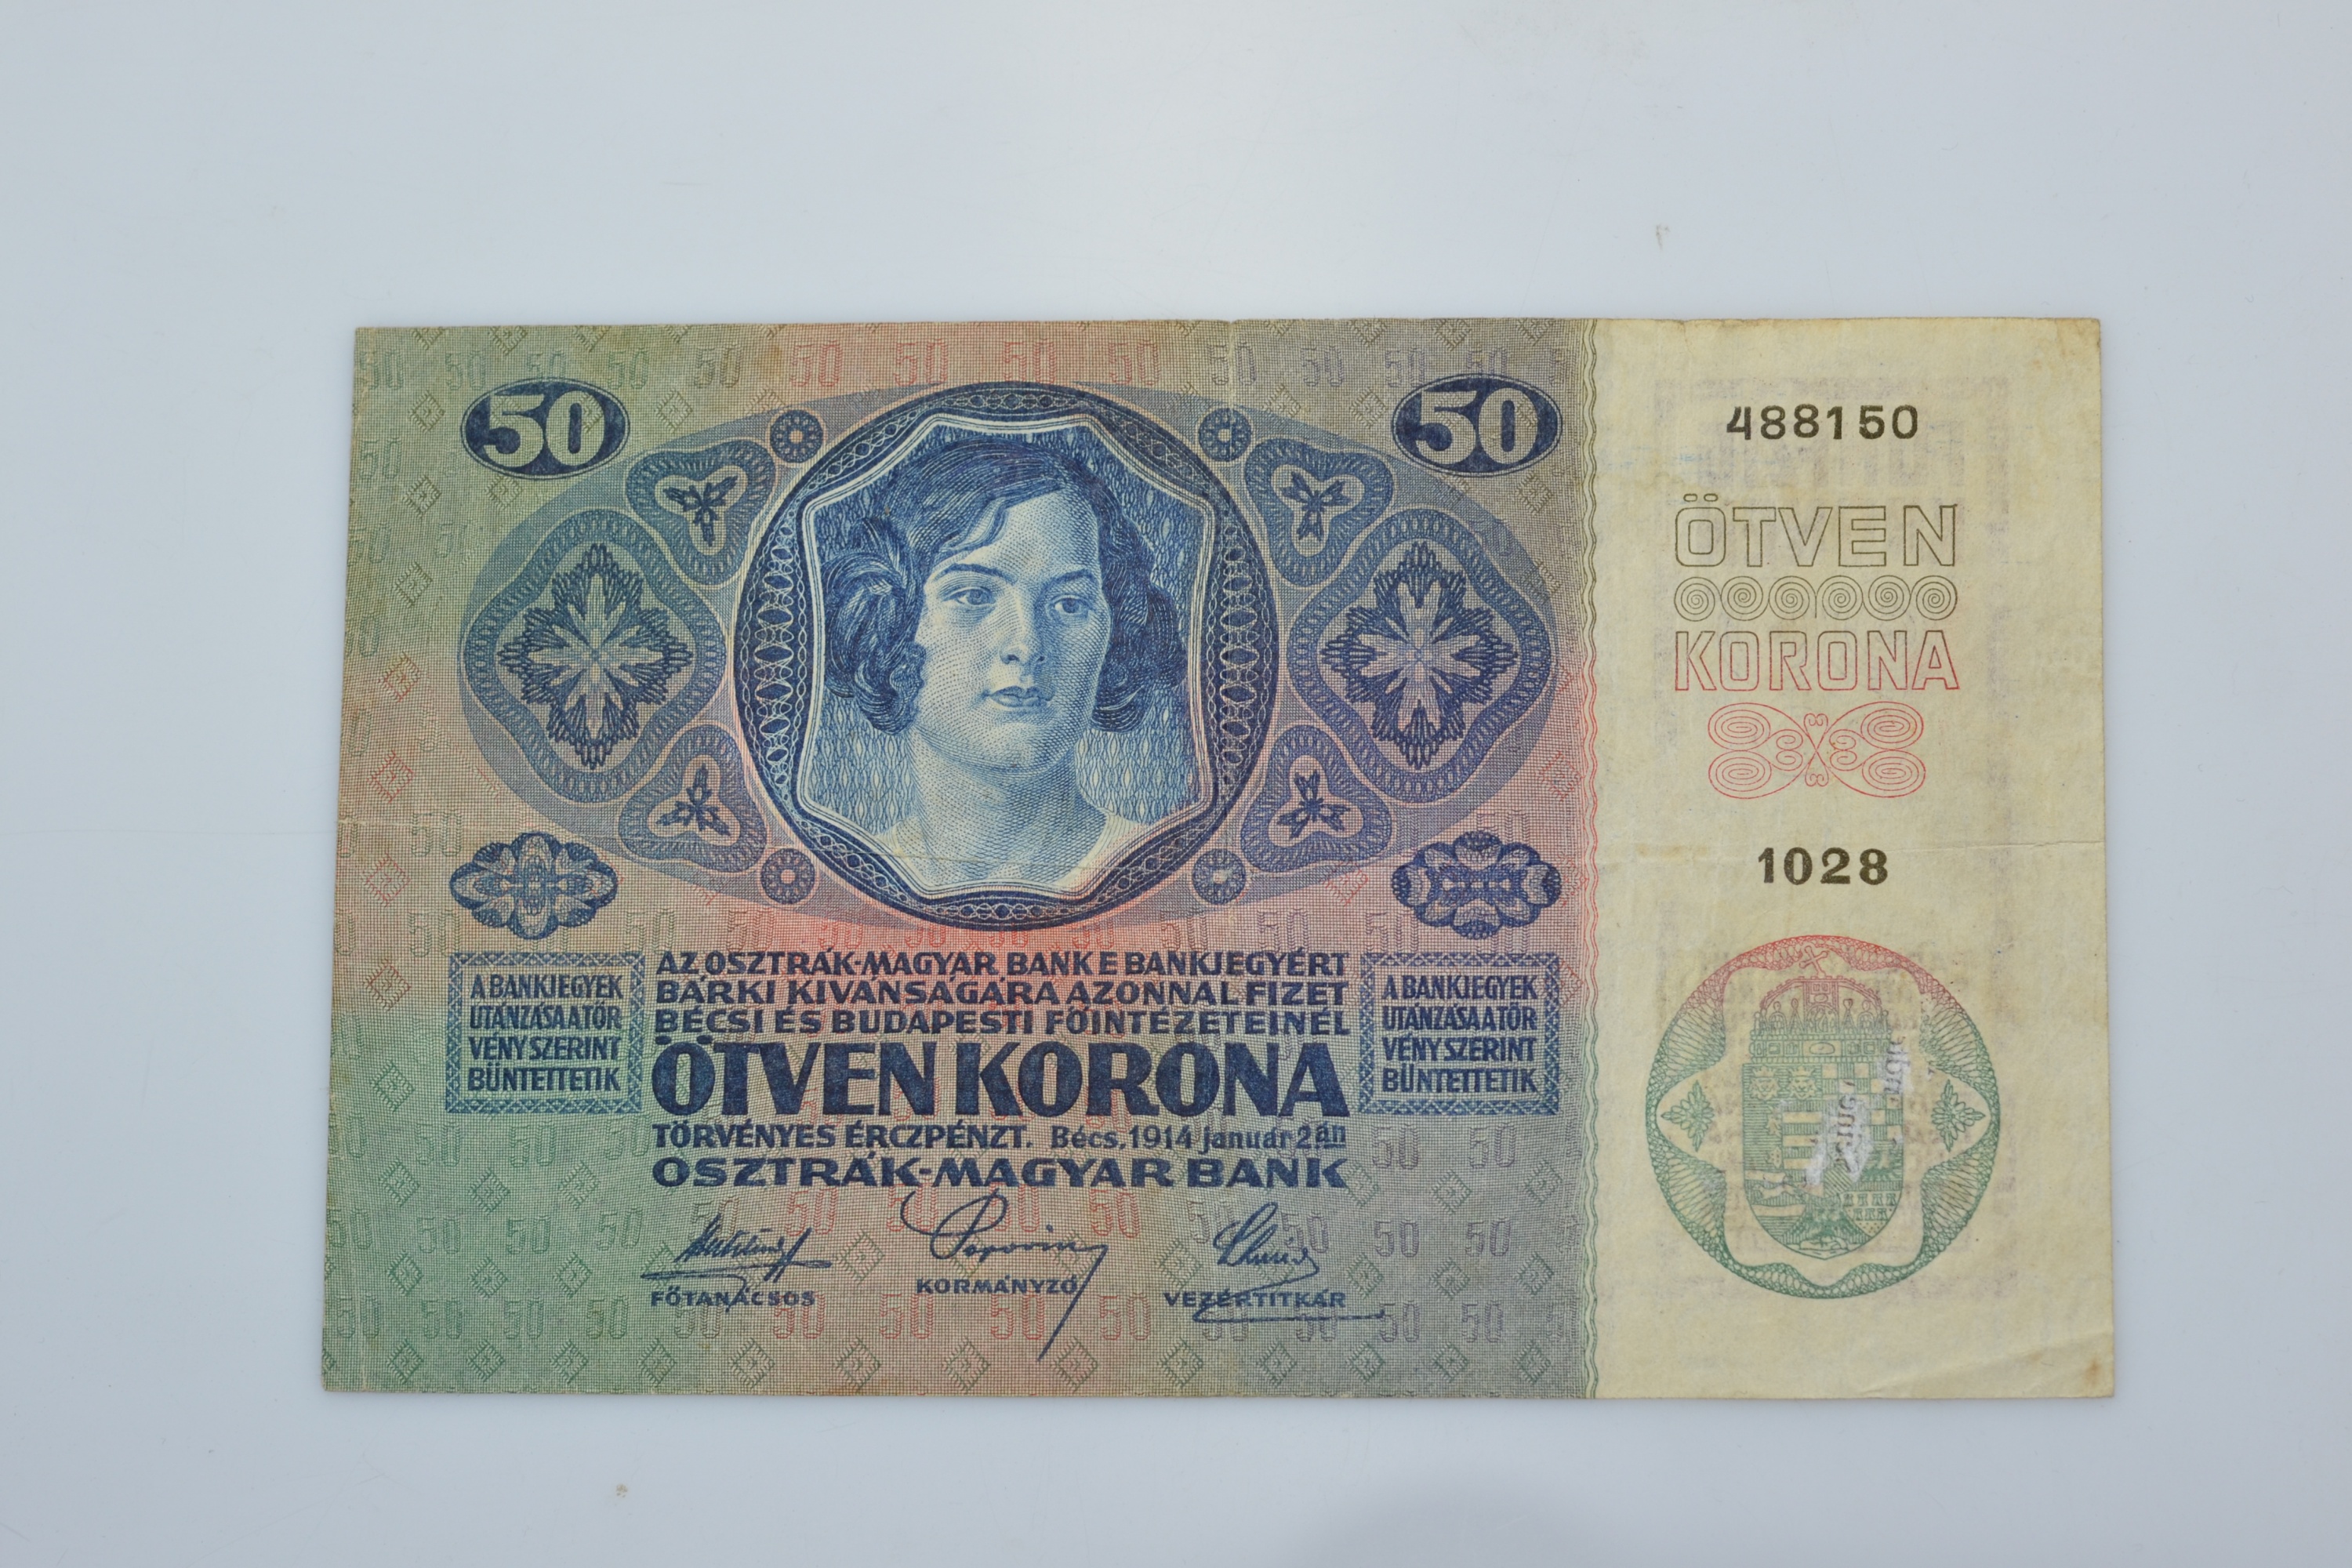 50
50
488150
ÖTVEN
KORONA
1028
AZ OSZTRÁK-MAGYAR BANK E BANKJEGYÉRT
BÁRKI KIVÁNSÁGÁRA AZONNAL FIZET
BÉCSI ÉS BUDAPESTI FŐINTÉZETEINÉL
ÖTVEN KORONA
TÖRVÉNYES ÉRCZPÉNZT. Bécs, 1914 január 2án
OSZTRÁK-MAGYAR BANK
A BANKJEGYEK
UTÁNZÁSA A TÖR
VÉNY SZERINT
BÜNTETTETIK
A BANKJEGYEK
UTÁNZÁSA A TÖR
VÉNY SZERINT
BÜNTETTETIK
FŐTANÁCSOS
KORMÁNYZÓ
VEZÉRTITKÁR